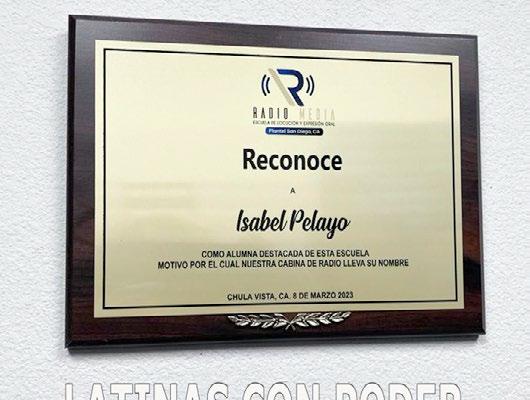 R
RADIO MEDIA
ESCUELA DE LOCUCIÓN Y EXPRESIÓN ORAL
Plantel San Diego, CA
Reconoce
A
Isabel Pelayo
COMO ALUMNA DESTACADA DE ESTA ESCUELA
MOTIVO POR EL CUAL NUESTRA CABINA DE RADIO LLEVA SU NOMBRE
CHULA VISTA, CA. 8 DE MARZO 2023
LATINAS CON PODER